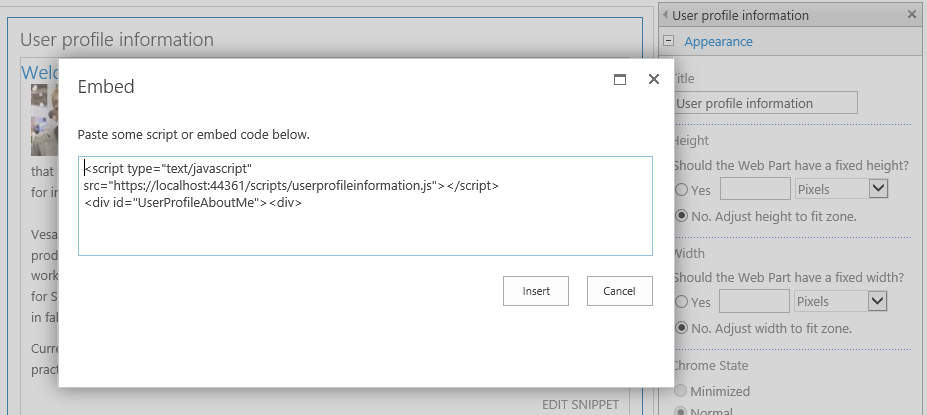 User profile information
Embed
Paste some script or embed code below.
<script type="text/javascript"
src="https://localhost:44361/scripts/userprofileinformation.js"></script>
<div id="UserProfileAboutMe"><div>
Insert
Cancel
that
for in
Vesa
prod
work
for S
in fal
Curre
pract
EDIT SNIPPET
User profile information
Appearance
Title
User profile information
Height
Should the Web Part have a fixed height?
Yes
Pixels
No. Adjust height to fit zone.
Width
Should the Web Part have a fixed width?
Yes
Pixels
No. Adjust width to fit zone.
Chrome State
Minimized
Normal